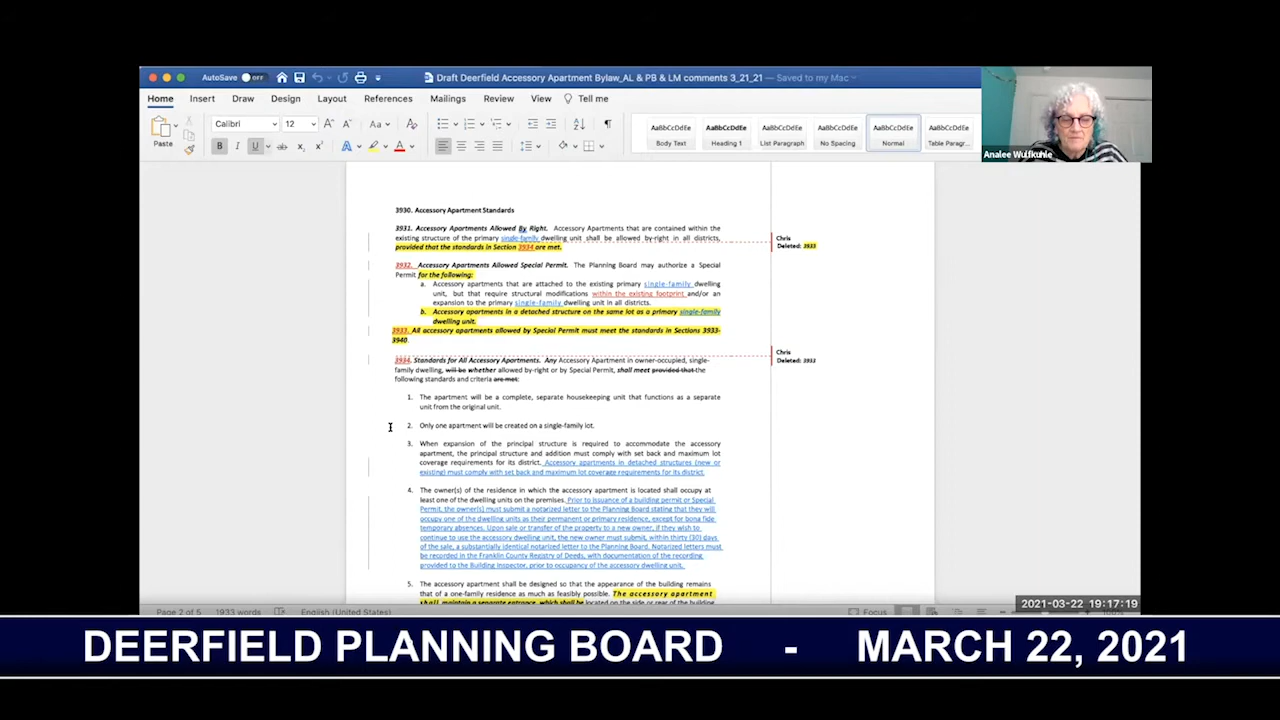 AutoSave OFF
Draft Deerfield Accessory Apartment Bylaw_AL & PB & LM comments 3_21_21 — Saved to my Mac
Home Insert Draw Design Layout References Mailings Review View Tell me
Paste
Calibri 12
AaBbCcDdEe AaBbCcDdEe AaBbCcDdEe AaBbCcDdEe AaBbCcDdEe AaBbCcDdEe
Body Text Heading 1 List Paragraph No Spacing Normal Table Paragr...
Analee Wulfkuhle
3930. Accessory Apartment Standards
3931. Accessory Apartments Allowed By Right. Accessory Apartments that are contained within the
existing structure of the primary single-family dwelling unit shall be allowed by-right in all districts,
provided that the standards in Section 3934 are met.
Chris
Deleted: 3933
3932. Accessory Apartments Allowed Special Permit. The Planning Board may authorize a Special
Permit for the following:
a. Accessory apartments that are attached to the existing primary single-family dwelling
unit, but that require structural modifications within the existing footprint and/or an
expansion to the primary single-family dwelling unit in all districts.
b. Accessory apartments in a detached structure on the same lot as a primary single-family
dwelling unit.
3933. All accessory apartments allowed by Special Permit must meet the standards in Sections 3933-
3940.
Chris
Deleted: 3933
3934. Standards for All Accessory Apartments. Any Accessory Apartment in owner-occupied, single-
family dwelling, will be whether allowed by-right or by Special Permit, shall meet provided that the
following standards and criteria are met:
1. The apartment will be a complete, separate housekeeping unit that functions as a separate
unit from the original unit.
2. Only one apartment will be created on a single-family lot.
3. When expansion of the principal structure is required to accommodate the accessory
apartment, the principal structure and addition must comply with set back and maximum lot
coverage requirements for its district. Accessory apartments in detached structures (new or
existing) must comply with set back and maximum lot coverage requirements for its district.
4. The owner(s) of the residence in which the accessory apartment is located shall occupy at
least one of the dwelling units on the premises. Prior to issuance of a building permit or Special
Permit, the owner(s) must submit a notarized letter to the Planning Board stating that they will
occupy one of the dwelling units as their permanent or primary residence, except for bona fide
temporary absences. Upon sale or transfer of the property to a new owner, if they wish to
continue to use the accessory dwelling unit, the new owner must submit, within thirty (30) days
of the sale, a substantially identical notarized letter to the Planning Board. Notarized letters must
be recorded in the Franklin County Registry of Deeds, with documentation of the recording
provided to the Building Inspector, prior to occupancy of the accessory dwelling unit.
5. The accessory apartment shall be designed so that the appearance of the building remains
that of a one-family residence as much as feasibly possible. The accessory apartment
shall maintain a separate entrance, which shall be located on the side or rear of the building
Page 2 of 5 1933 words English (United States) Focus
2021-03-22 19:17:19
DEERFIELD PLANNING BOARD - MARCH 22, 2021